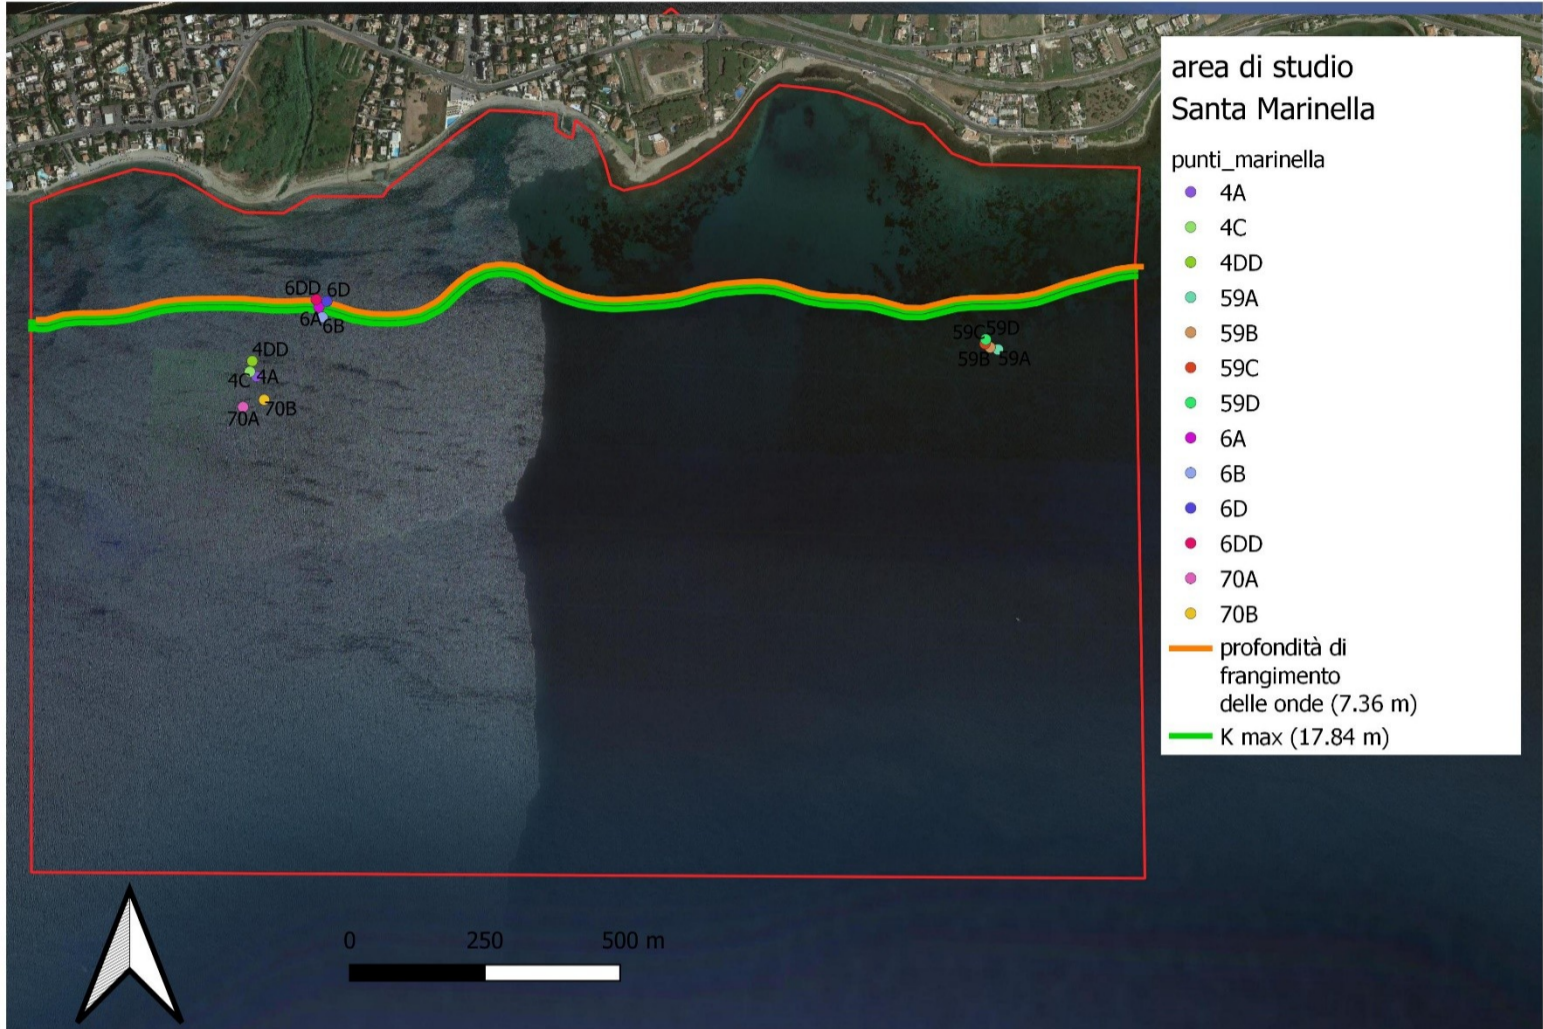 area di studio
Santa Marinella
punti_marinella
4A
4C
4DD
59A
59B
59C
59D
6A
6B
6D
6DD
70A
70B
profondità di
frangimento
delle onde (7.36 m)
K max (17.84 m)
6DD 6D
6A 6B
4DD
4C 4A
70B
70A
59C 59D
59B 59A
0 250 500 m